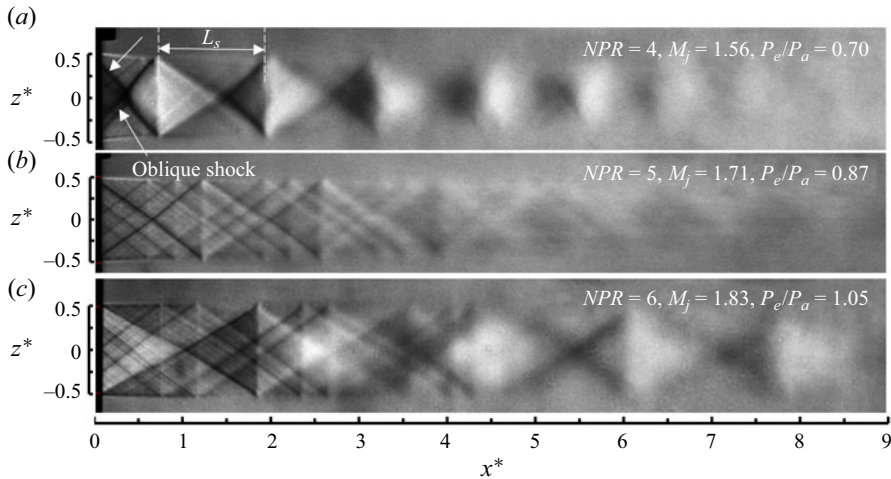 (a)
L_s
NPR = 4, M_j = 1.56, P_e/P_a = 0.70
0.5
z* 0
–0.5
Oblique shock
(b)
NPR = 5, M_j = 1.71, P_e/P_a = 0.87
0.5
z* 0
–0.5
(c)
NPR = 6, M_j = 1.83, P_e/P_a = 1.05
0.5
z* 0
–0.5
0 1 2 3 4 5 6 7 8 9
x*